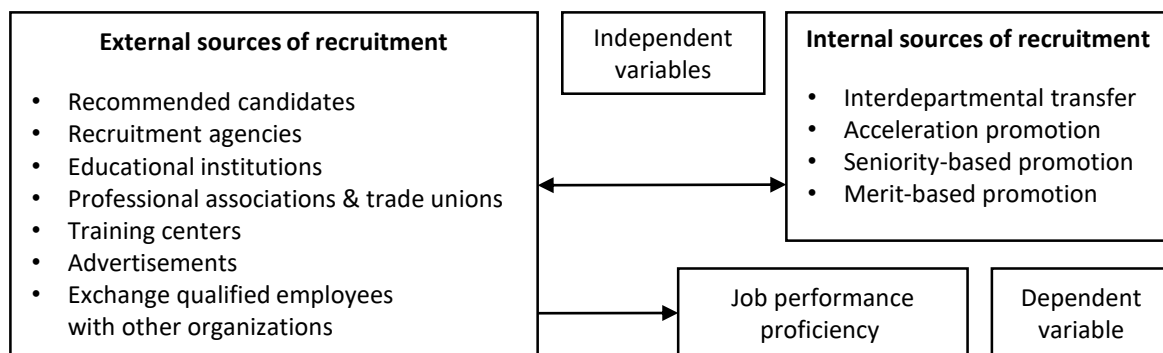 External sources of recruitment
• Recommended candidates
• Recruitment agencies
• Educational institutions
• Professional associations & trade unions
• Training centers
• Advertisements
• Exchange qualified employees
with other organizations
Independent
variables
Internal sources of recruitment
• Interdepartmental transfer
• Acceleration promotion
• Seniority-based promotion
• Merit-based promotion
Job performance
proficiency
Dependent
variable